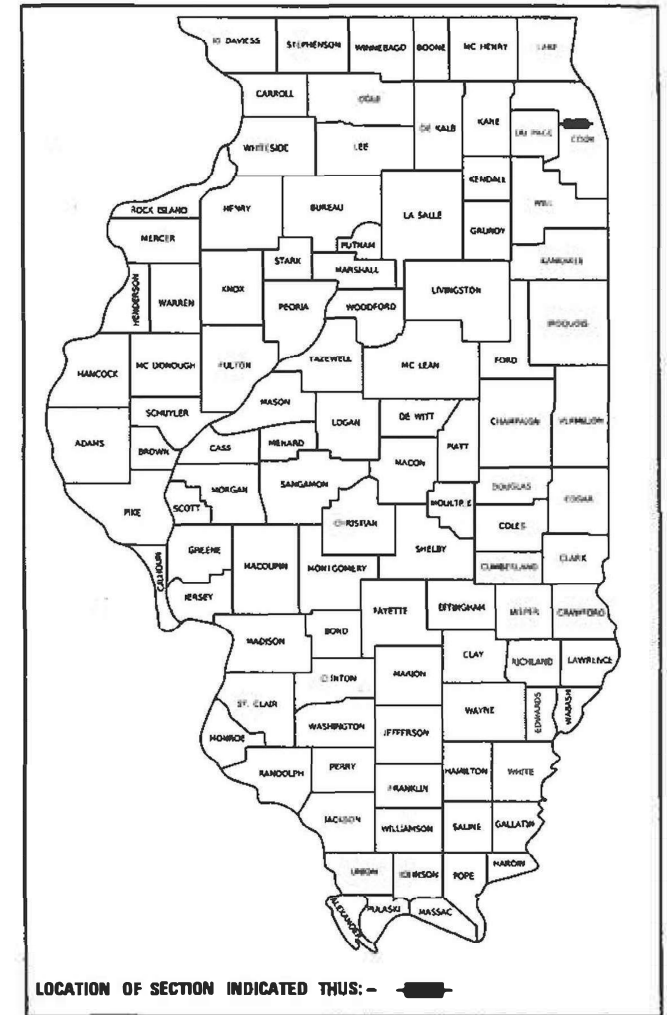 JO DAVIESS STEPHENSON WINNEBAGO BOONE MC HENRY LAKE
CARROLL OGLE DE KALB KANE DU PAGE COOK
WHITESIDE LEE
KENDALL
ROCK ISLAND HENRY BUREAU LA SALLE GRUNDY WILL
MERCER PUTNAM KANKAKEE
STARK MARSHALL
HENDERSON WARREN KNOX PEORIA WOODFORD LIVINGSTON IROQUOIS
HANCOCK MC DONOUGH FULTON TAZEWELL MC LEAN FORD
MASON
SCHUYLER LOGAN DE WITT CHAMPAIGN VERMILION
ADAMS BROWN CASS MENARD MACON PIATT
MORGAN SANGAMON DOUGLAS EDGAR
PIKE SCOTT CHRISTIAN MOULTRIE COLES
GREENE MACOUPIN MONTGOMERY SHELBY CUMBERLAND CLARK
CALHOUN JERSEY FAYETTE EFFINGHAM JASPER CRAWFORD
MADISON BOND
CLINTON MARION CLAY RICHLAND LAWRENCE
ST. CLAIR WAYNE EDWARDS WABASH
MONROE WASHINGTON JEFFERSON
RANDOLPH PERRY FRANKLIN HAMILTON WHITE
JACKSON WILLIAMSON SALINE GALLATIN
UNION JOHNSON POPE HARDIN
ALEXANDER PULASKI MASSAC
LOCATION OF SECTION INDICATED THUS: -